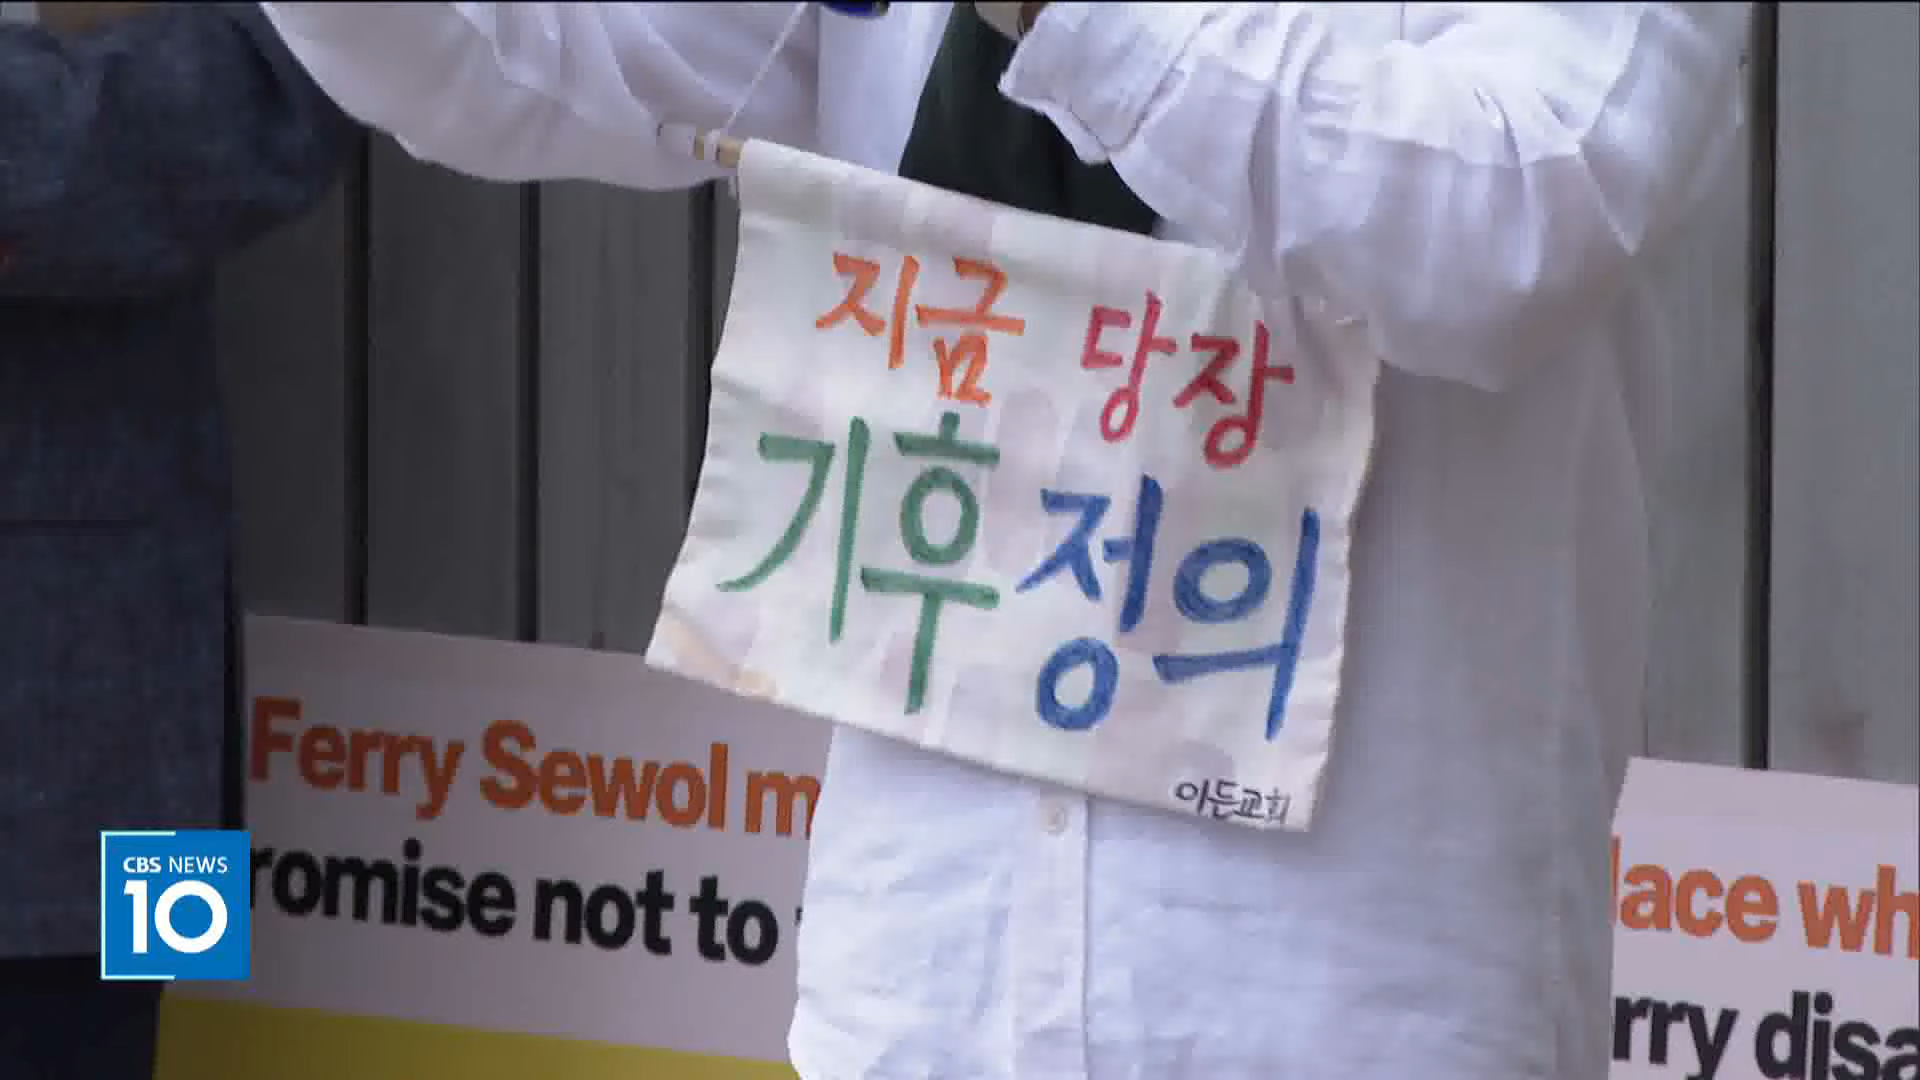 지금 당장
기후 정의
이든교회
Ferry Sewol m
romise not to
lace wh
rry disa
CBS NEWS
10